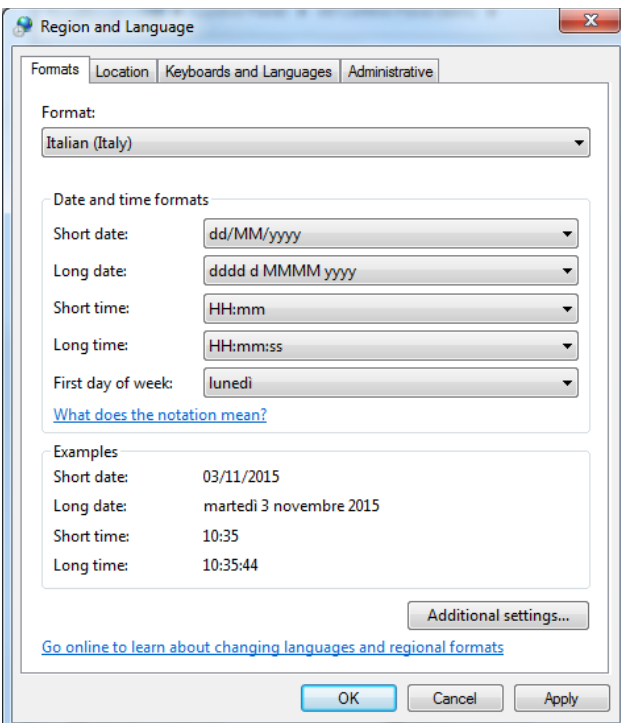 Region and Language
Formats Location Keyboards and Languages Administrative
Format:
Italian (Italy)
Date and time formats
Short date: dd/MM/yyyy
Long date: dddd d MMMM yyyy
Short time: HH:mm
Long time: HH:mm:ss
First day of week: lunedì
What does the notation mean?
Examples
Short date: 03/11/2015
Long date: martedì 3 novembre 2015
Short time: 10:35
Long time: 10:35:44
Additional settings...
Go online to learn about changing languages and regional formats
OK Cancel Apply